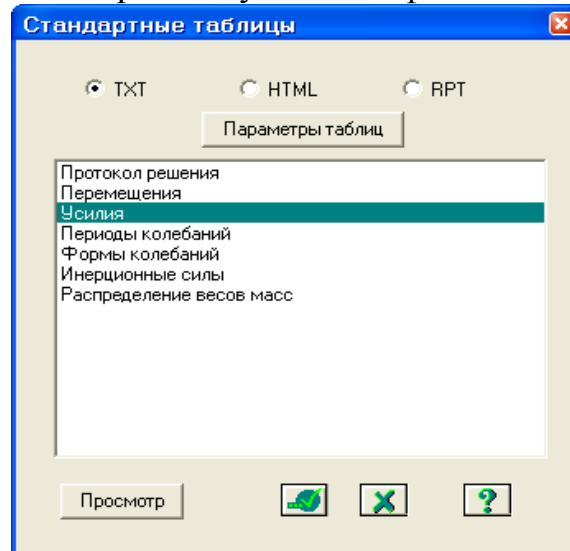 Стандартные таблицы
TXT HTML RPT
Параметры таблиц
Протокол решения
Перемещения
Усилия
Периоды колебаний
Формы колебаний
Инерционные силы
Распределение весов масс
Просмотр ?